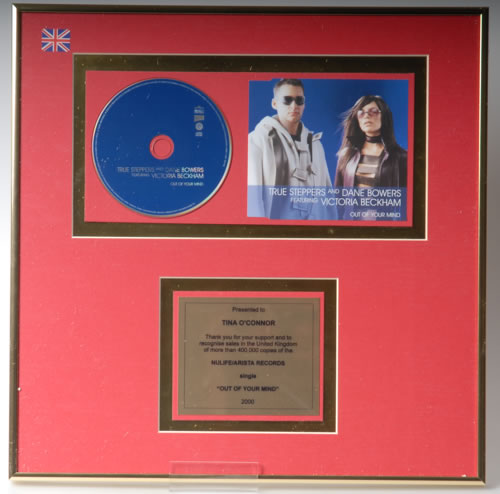 TRUE STEPPERS AND DANE BOWERS
FEATURING VICTORIA BECKHAM
OUT OF YOUR MIND
TRUE STEPPERS AND DANE BOWERS
FEATURING VICTORIA BECKHAM
OUT OF YOUR MIND
Presented to
TINA O'CONNOR
Thank you for your support and to
recognise sales in the United Kingdom
of more than 400,000 copies of the
NULIFE/ARISTA RECORDS
single
"OUT OF YOUR MIND"
2000